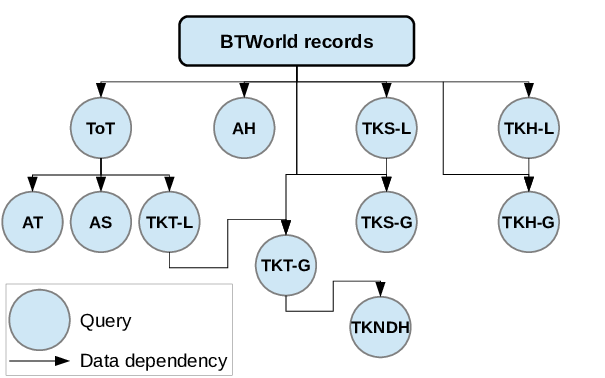 BTWorld records
ToT
AH
TKS-L
TKH-L
AT
AS
TKT-L
TKS-G
TKH-G
TKT-G
TKNDH
Query
Data dependency